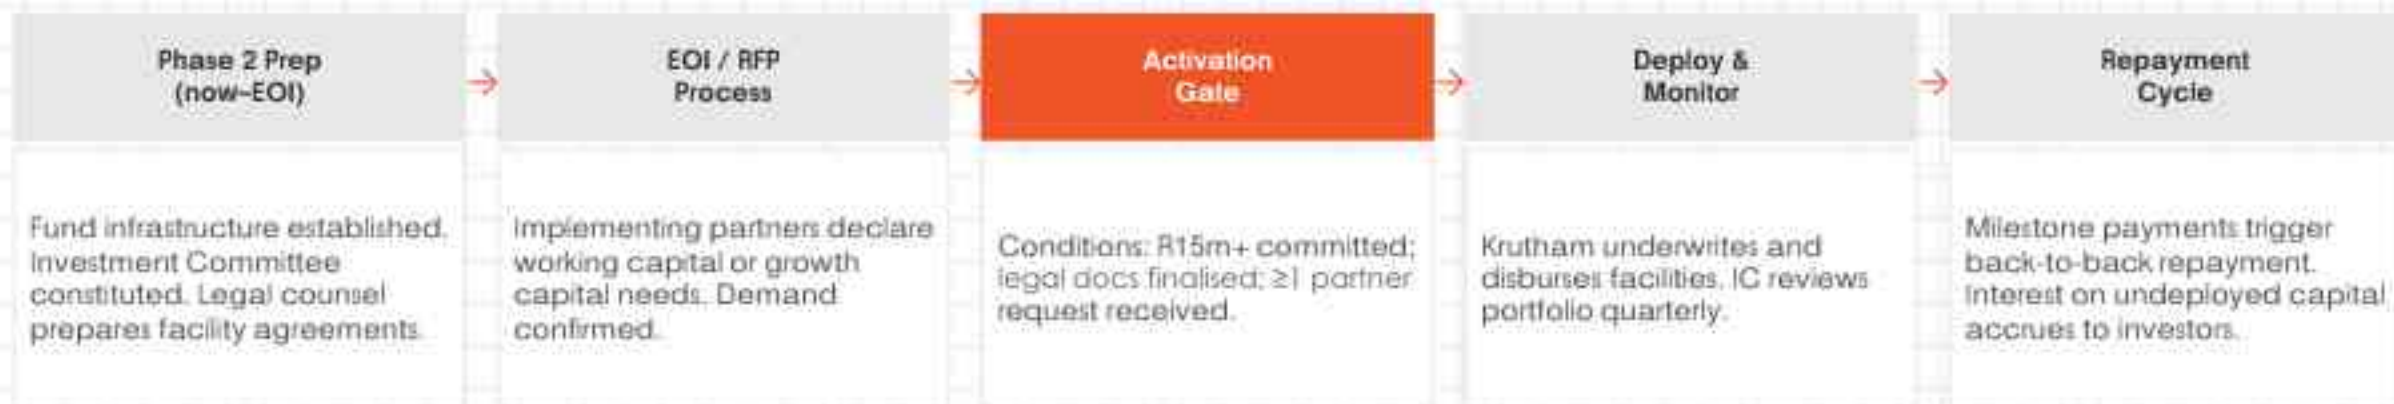 Phase 2 Prep
(now–EOI)
Fund infrastructure established.
Investment Committee
constituted. Legal counsel
prepares facility agreements.
EOI / RFP
Process
Implementing partners declare
working capital or growth
capital needs. Demand
confirmed.
Activation
Gate
Conditions: R15m+ committed;
legal docs finalised; ≥1 partner
request received.
Deploy &
Monitor
Krutham underwrites and
disburses facilities. IC reviews
portfolio quarterly.
Repayment
Cycle
Milestone payments trigger
back-to-back repayment.
Interest on undeployed capital
accrues to investors.